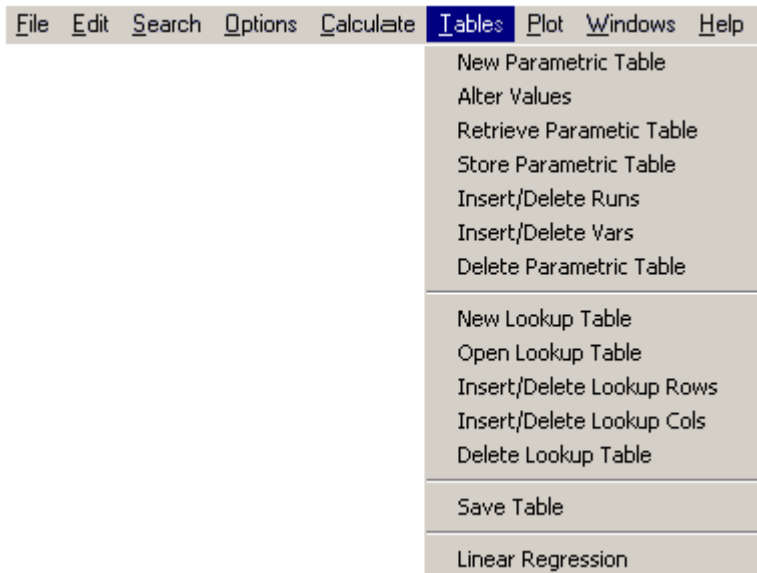 File Edit Search Options Calculate Tables Plot Windows Help
New Parametric Table
Alter Values
Retrieve Parametic Table
Store Parametric Table
Insert/Delete Runs
Insert/Delete Vars
Delete Parametric Table
New Lookup Table
Open Lookup Table
Insert/Delete Lookup Rows
Insert/Delete Lookup Cols
Delete Lookup Table
Save Table
Linear Regression